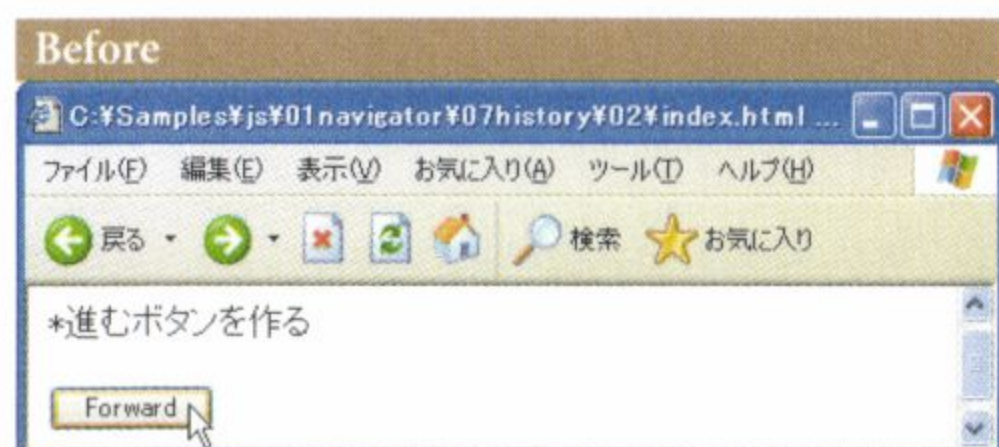 Before
C:¥Samples¥js¥01navigator¥07history¥02¥index.html ...
ファイル(F) 編集(E) 表示(V) お気に入り(A) ツール(T) ヘルプ(H)
戻る 検索 お気に入り
*進むボタンを作る
Forward